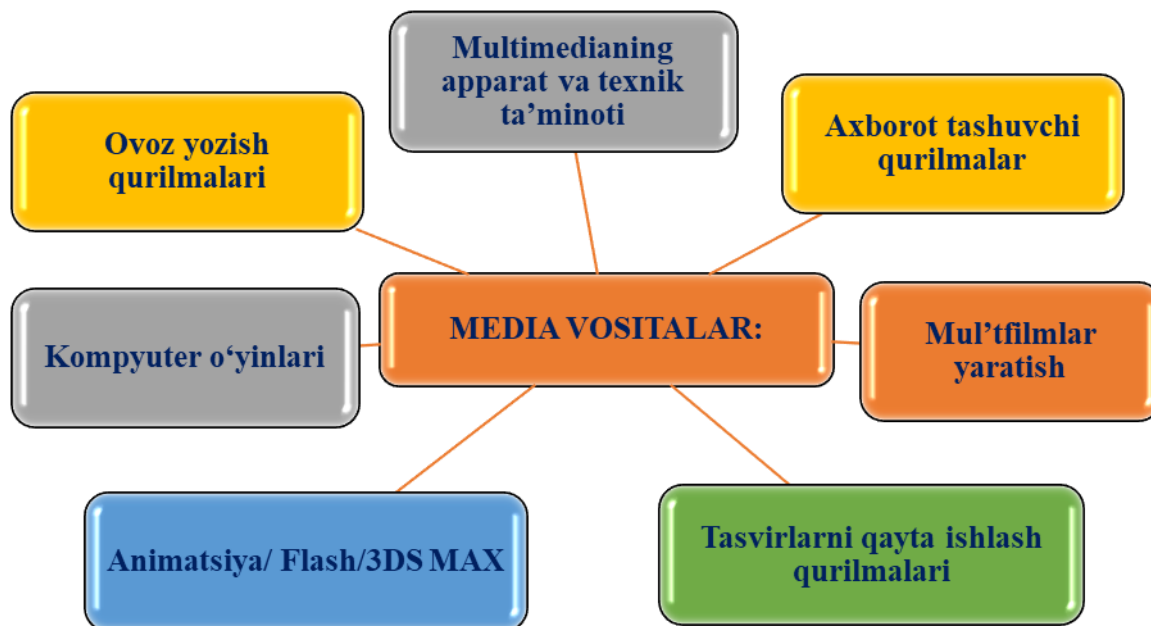 Multimedianing
apparat va texnik
ta’minoti
Ovoz yozish
qurilmalari
Axborot tashuvchi
qurilmalar
MEDIA VOSITALAR:
Kompyuter o‘yinlari
Mul’tfilmlar
yaratish
Animatsiya/ Flash/3DS MAX
Tasvirlarni qayta ishlash
qurilmalari